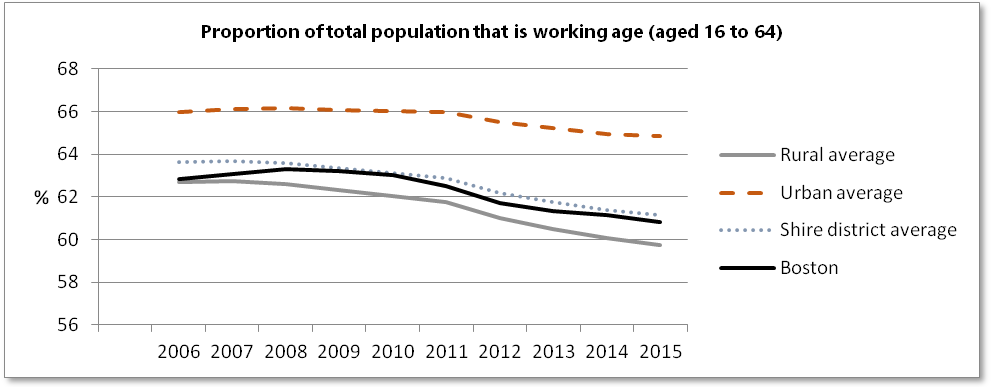 Proportion of total population that is working age (aged 16 to 64)
68
66
64
62
60
58
56
%
2006 2007 2008 2009 2010 2011 2012 2013 2014 2015
Rural average
Urban average
Shire district average
Boston